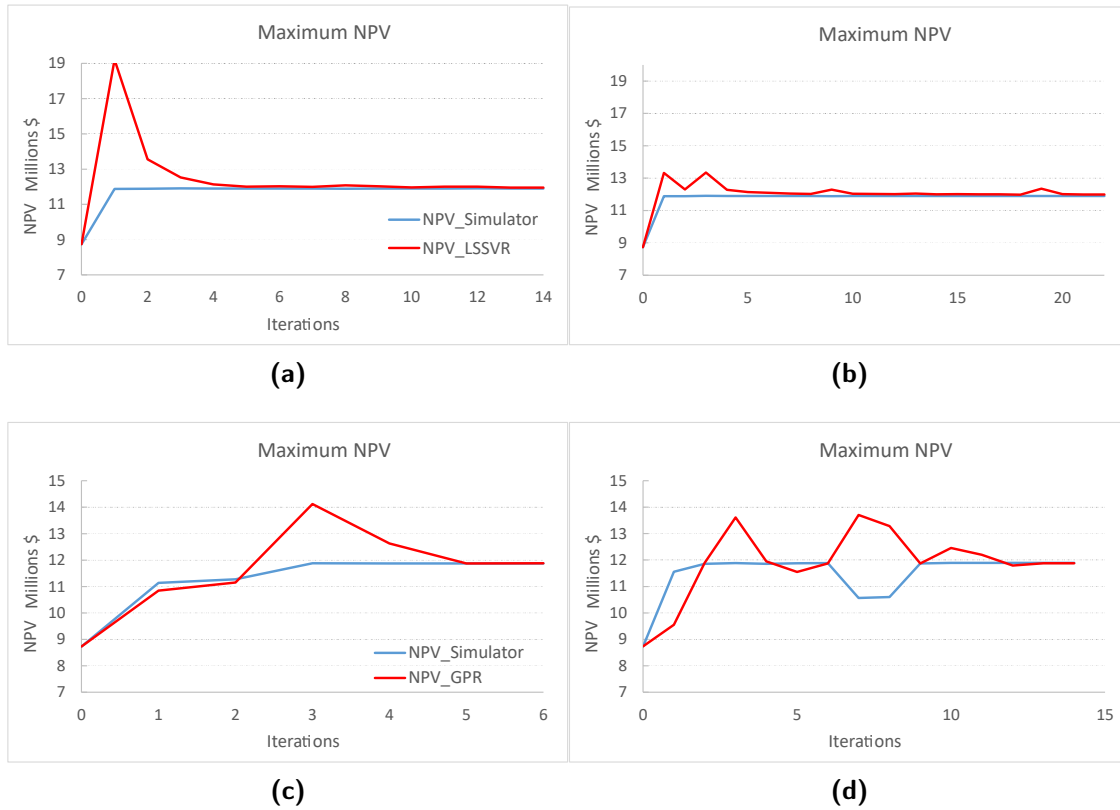 Maximum NPV
19
17
15
13
11
9
7
NPV Millions $
NPV_Simulator
NPV_LSSVR
0 2 4 6 8 10 12 14
Iterations
(a)
Maximum NPV
19
17
15
13
11
9
7
NPV Millions $
0 5 10 15 20
(b)
Maximum NPV
15
14
13
12
11
10
9
8
7
NPV Millions $
NPV_Simulator
NPV_GPR
0 1 2 3 4 5 6
Iterations
(c)
Maximum NPV
15
14
13
12
11
10
9
8
7
NPV Millions $
0 5 10 15
Iterations
(d)